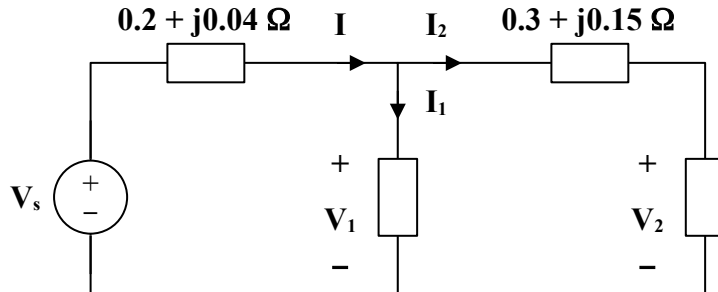 0.2 + j0.04 Ω I I₂ 0.3 + j0.15 Ω
I₁
+ + +
Vₛ − V₁ V₂
− −